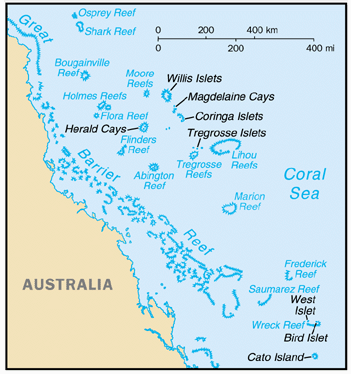 Osprey Reef
Shark Reef
Great
0 200 400 km
0 200 400 mi
Bougainville
Reef
Moore
Reefs
Willis Islets
Magdelaine Cays
Holmes Reefs
Coringa Islets
Flora Reef
Herald Cays
Tregrosse Islets
Flinders
Reef
Linou
Reefs
Tregrosse
Reefs
Barrier
Abington
Reef
Coral
Sea
Marion
Reef
Reef
Frederick
Reef
AUSTRALIA
Saumarez Reef
West
Islet
Wreck Reef
Bird Islet
Cato Island